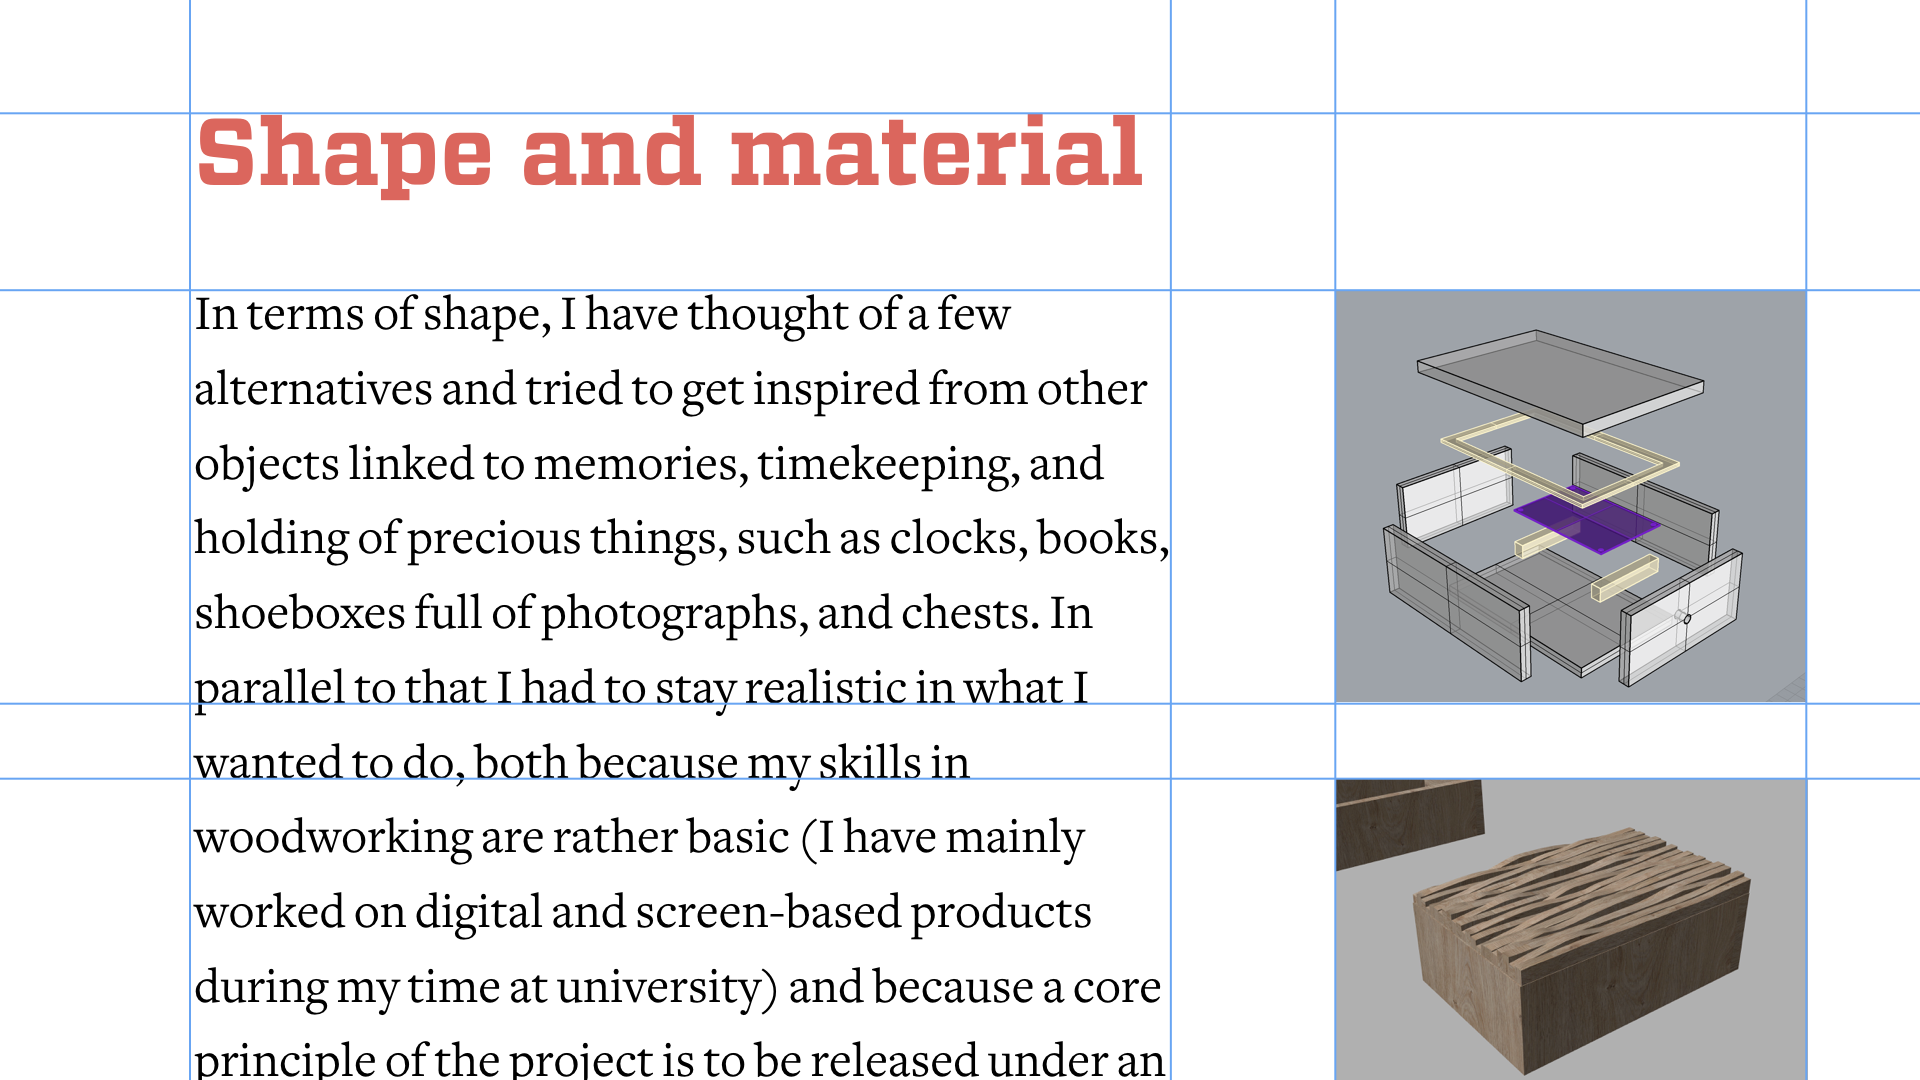 Shape and material
In terms of shape, I have thought of a few
alternatives and tried to get inspired from other
objects linked to memories, timekeeping, and
holding of precious things, such as clocks, books,
shoeboxes full of photographs, and chests. In
parallel to that I had to stay realistic in what I
wanted to do, both because my skills in
woodworking are rather basic (I have mainly
worked on digital and screen-based products
during my time at university) and because a core
principle of the project is to be released under an